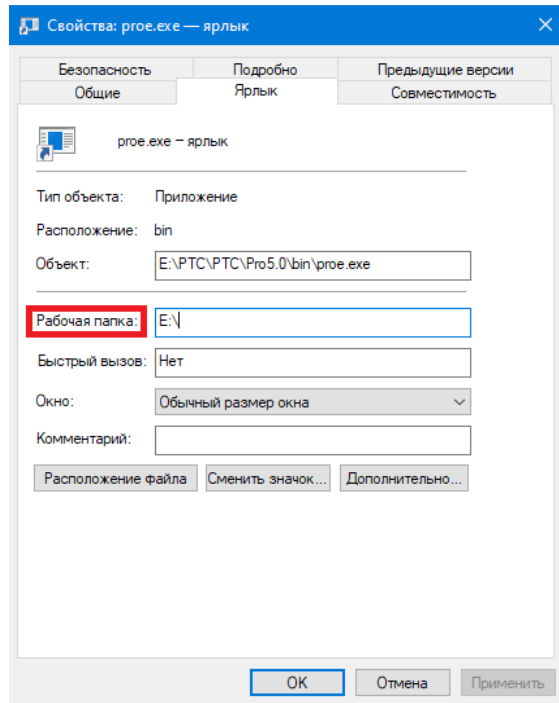 Свойства: proe.exe — ярлык
Безопасность Подробно Предыдущие версии
Общие Ярлык Совместимость
proe.exe – ярлык
Тип объекта: Приложение
Расположение: bin
Объект: E:\PTC\PTC\Pro5.0\bin\proe.exe
Рабочая папка: E:\
Быстрый вызов: Нет
Окно: Обычный размер окна
Комментарий:
Расположение файла Сменить значок... Дополнительно...
OK Отмена Применить